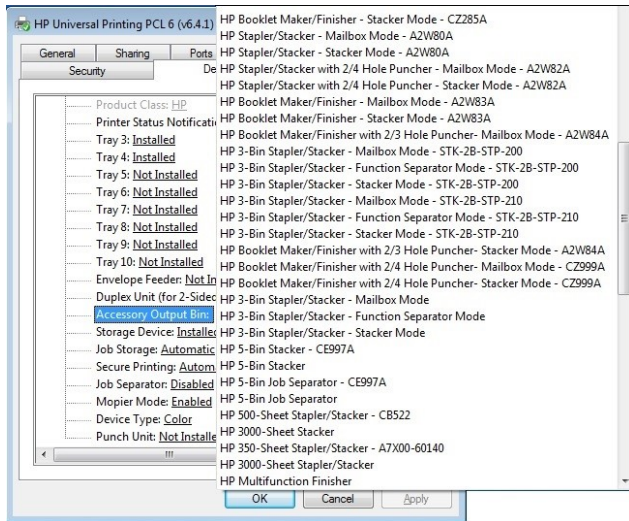 HP Universal Printing PCL 6 (v6.4.1)
General
Sharing
Ports
Security
De
Product Class: HP
Printer Status Notificati
Tray 3: Installed
Tray 4: Installed
Tray 5: Not Installed
Tray 6: Not Installed
Tray 7: Not Installed
Tray 8: Not Installed
Tray 9: Not Installed
Tray 10: Not Installed
Envelope Feeder: Not In
Duplex Unit (for 2-Sided
Accessory Output Bin:
Storage Device: Installed
Job Storage: Automatic
Secure Printing: Autom
Job Separator: Disabled
Mopier Mode: Enabled
Device Type: Color
Punch Unit: Not Installe
HP Booklet Maker/Finisher - Stacker Mode - CZ285A
HP Stapler/Stacker - Mailbox Mode - A2W80A
HP Stapler/Stacker - Stacker Mode - A2W80A
HP Stapler/Stacker with 2/4 Hole Puncher - Mailbox Mode - A2W82A
HP Stapler/Stacker with 2/4 Hole Puncher - Stacker Mode - A2W82A
HP Booklet Maker/Finisher - Mailbox Mode - A2W83A
HP Booklet Maker/Finisher - Stacker Mode - A2W83A
HP Booklet Maker/Finisher with 2/3 Hole Puncher- Mailbox Mode - A2W84A
HP 3-Bin Stapler/Stacker - Mailbox Mode - STK-2B-STP-200
HP 3-Bin Stapler/Stacker - Function Separator Mode - STK-2B-STP-200
HP 3-Bin Stapler/Stacker - Stacker Mode - STK-2B-STP-200
HP 3-Bin Stapler/Stacker - Mailbox Mode - STK-2B-STP-210
HP 3-Bin Stapler/Stacker - Function Separator Mode - STK-2B-STP-210
HP 3-Bin Stapler/Stacker - Stacker Mode - STK-2B-STP-210
HP Booklet Maker/Finisher with 2/3 Hole Puncher- Stacker Mode - A2W84A
HP Booklet Maker/Finisher with 2/4 Hole Puncher- Mailbox Mode - CZ999A
HP Booklet Maker/Finisher with 2/4 Hole Puncher- Stacker Mode - CZ999A
HP 3-Bin Stapler/Stacker - Mailbox Mode
HP 3-Bin Stapler/Stacker - Function Separator Mode
HP 3-Bin Stapler/Stacker - Stacker Mode
HP 5-Bin Stacker - CE997A
HP 5-Bin Stacker
HP 5-Bin Job Separator - CE997A
HP 5-Bin Job Separator
HP 500-Sheet Stapler/Stacker - CB522
HP 3000-Sheet Stacker
HP 350-Sheet Stapler/Stacker - A7X00-60140
HP 3000-Sheet Stapler/Stacker
HP Multifunction Finisher
OK
Cancel
Apply